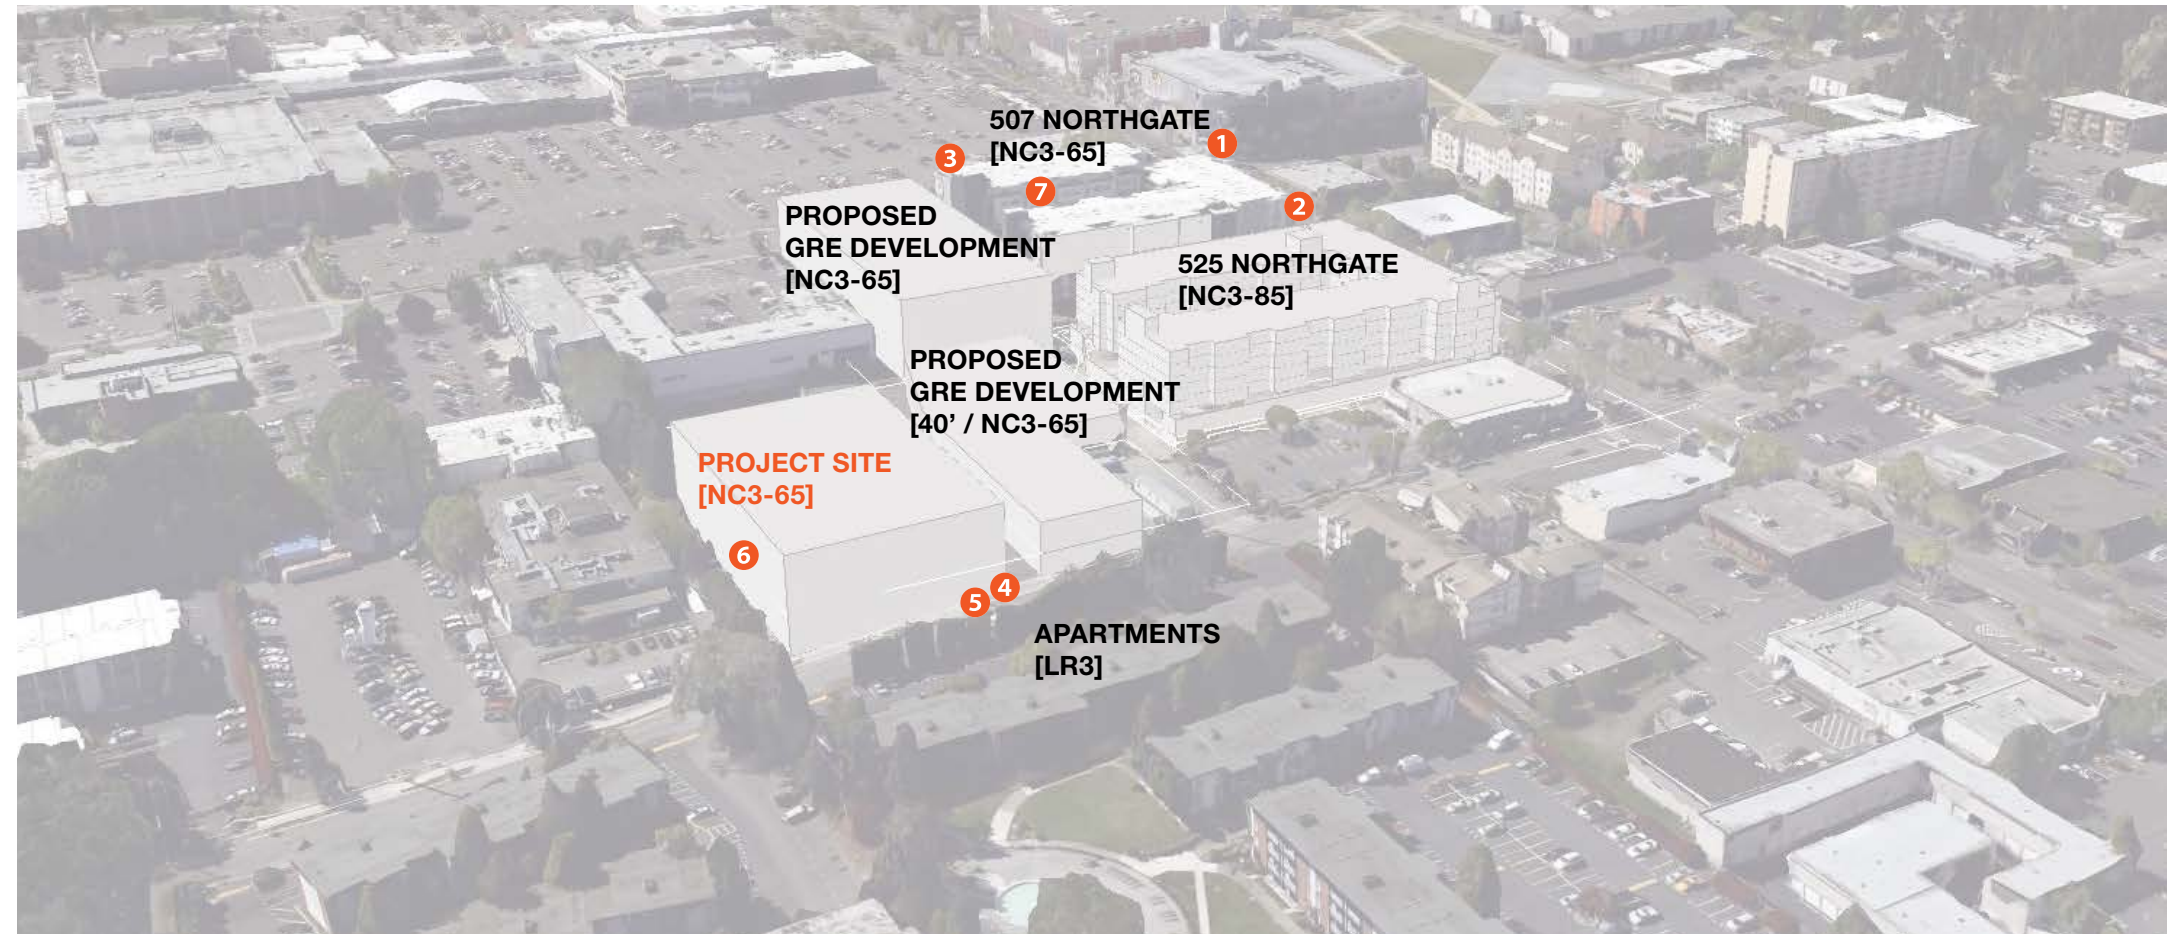 507 NORTHGATE
[NC3-65]
1
3
7
2
PROPOSED
GRE DEVELOPMENT
[NC3-65]
525 NORTHGATE
[NC3-85]
PROPOSED
GRE DEVELOPMENT
[40’ / NC3-65]
PROJECT SITE
[NC3-65]
6
4
5
APARTMENTS
[LR3]